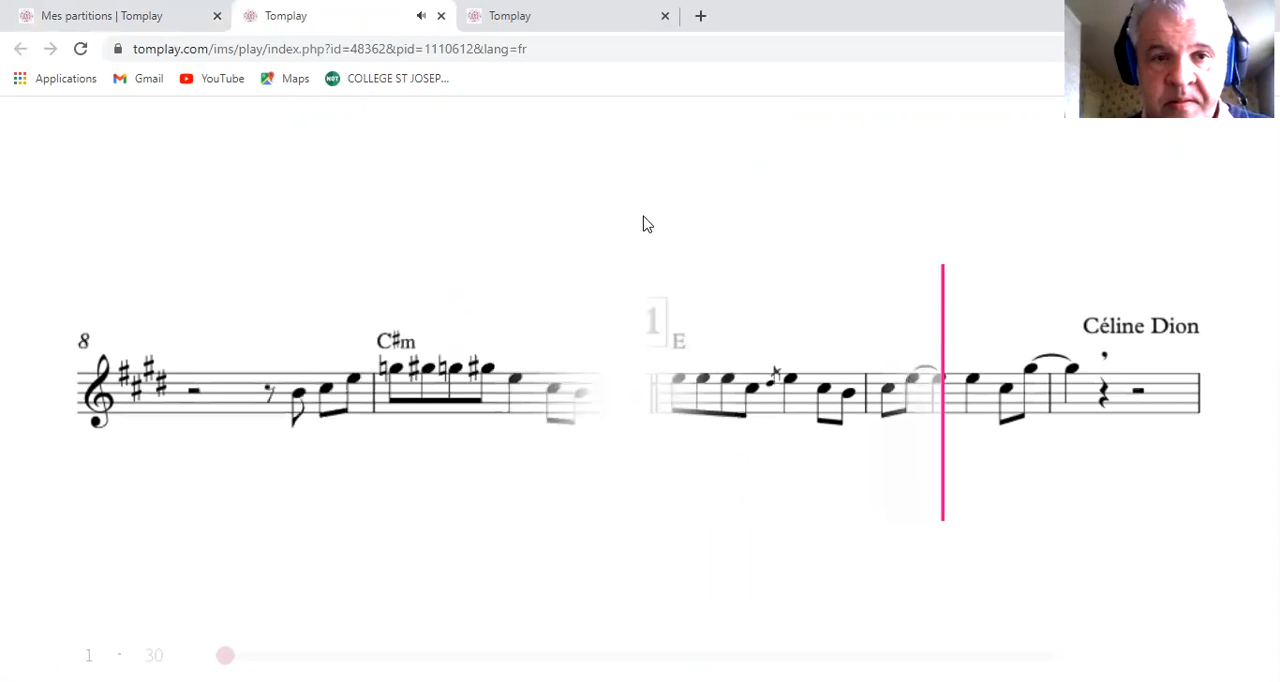 Mes partitions | Tomplay
Tomplay
Tomplay
tomplay.com/ims/play/index.php?id=48362&pid=1110612&lang=fr
Applications
Gmail
YouTube
Maps
NOT
COLLEGE ST JOSEP...
1
E
Céline Dion
8
C#m
1 - 30